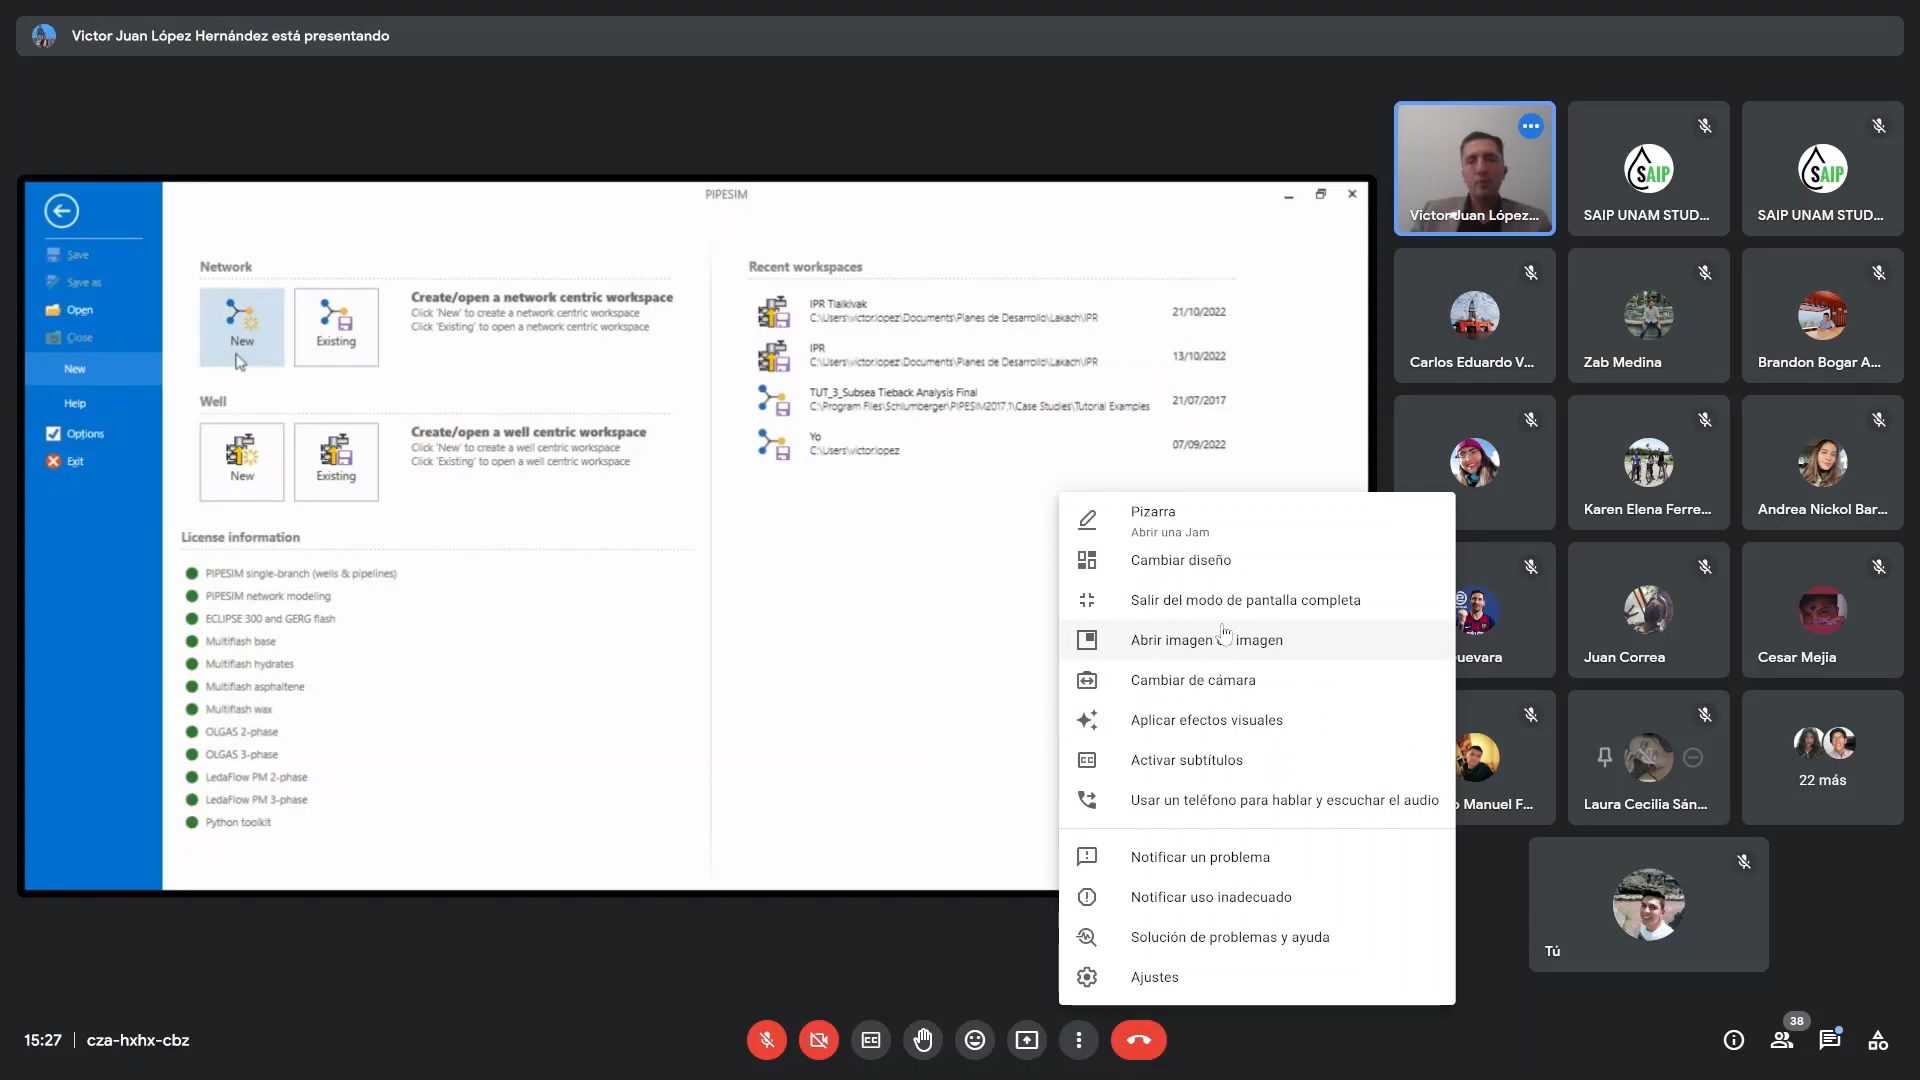 Victor Juan López Hernández está presentando
PIPESIM
Save
Save as
Open
Close
New
Help
Options
Exit
Network
New
Existing
Create/open a network centric workspace
Click 'New' to create a network centric workspace
Click 'Existing' to open a network centric workspace
Well
New
Existing
Create/open a well centric workspace
Click 'New' to create a well centric workspace
Click 'Existing' to open a well centric workspace
License information
PIPESIM single-branch (wells & pipelines)
PIPESIM network modeling
ECLIPSE 300 and GERG flash
Multiflash base
Multiflash hydrates
Multiflash asphaltene
Multiflash wax
OLGAS 2-phase
OLGAS 3-phase
LedaFlow PM 2-phase
LedaFlow PM 3-phase
Python toolkit
Recent workspaces
IPR Tlalkivak
C:\Users\victor.lopez\Documents\Planes de Desarrollo\Lakach\IPR
21/10/2022
IPR
C:\Users\victor.lopez\Documents\Planes de Desarrollo\Lakach\IPR
13/10/2022
TUT_3_Subsea Tieback Analysis Final
C:\Program Files\Schlumberger\PIPESIM2017.1\Case Studies\Tutorial Examples
21/07/2017
Yo
C:\Users\victor.lopez
07/09/2022
Pizarra
Abrir una Jam
Cambiar diseño
Salir del modo de pantalla completa
Abrir imagen imagen
Cambiar de cámara
Aplicar efectos visuales
Activar subtítulos
Usar un teléfono para hablar y escuchar el audio
Notificar un problema
Notificar uso inadecuado
Solución de problemas y ayuda
Ajustes
Victor Juan López...
SAIP
SAIP UNAM STUD...
SAIP
SAIP UNAM STUD...
Carlos Eduardo V...
Zab Medina
Brandon Bogar A...
Karen Elena Ferre...
Andrea Nickol Bar...
uevara
Juan Correa
Cesar Mejia
o Manuel F...
Laura Cecilia Sán...
22 más
Tú
15:27
cza-hxhx-cbz
38